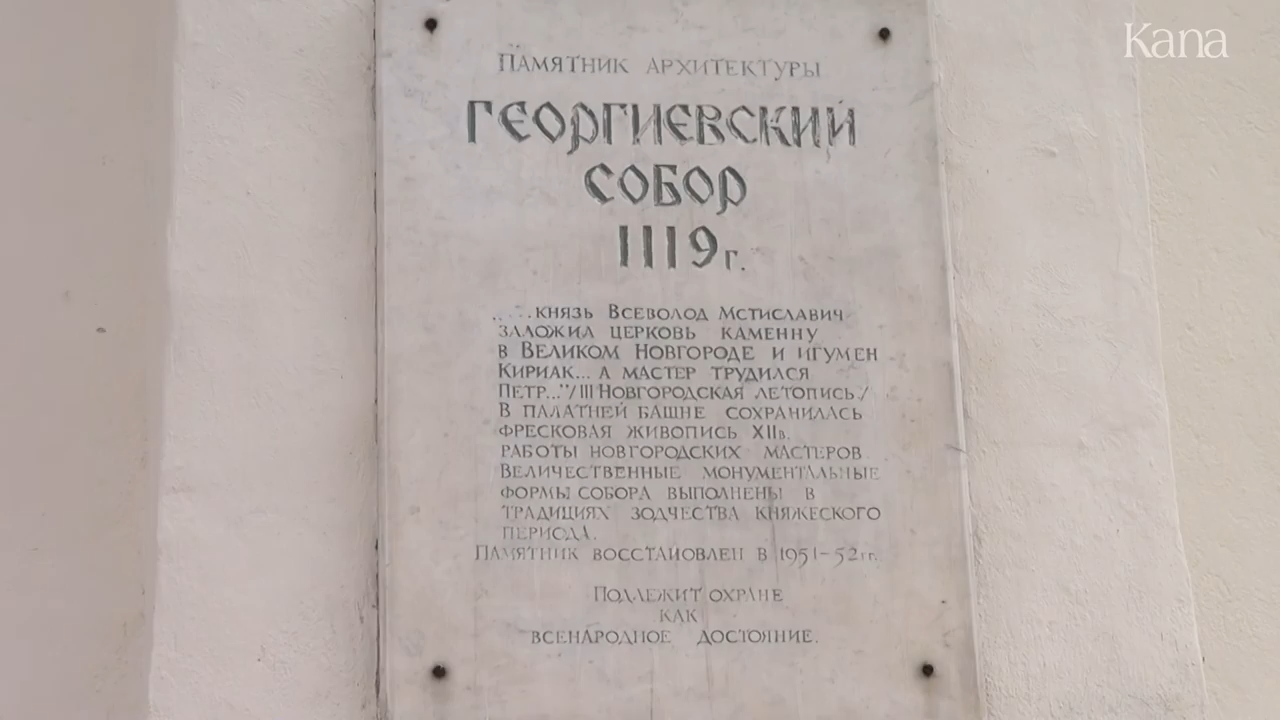 Kana
Памятник архитектуры
Георгиевский
собор
1119г.
....князь Всеволод Мстиславич
заложил церковь каменну
в Великом Новгороде и игумен
Кириак... а мастер трудился
Петр..."/III Новгородская летопись/
В палатней башне сохранилась
фресковая живопись XIIв.
работы новгородских мастеров.
Величественные монументальные
формы собора выполнены в
традициях зодчества княжеского
периода.
Памятник восстановлен в 1951-52гг.
Подлежит охране
как
всенародное достояние.